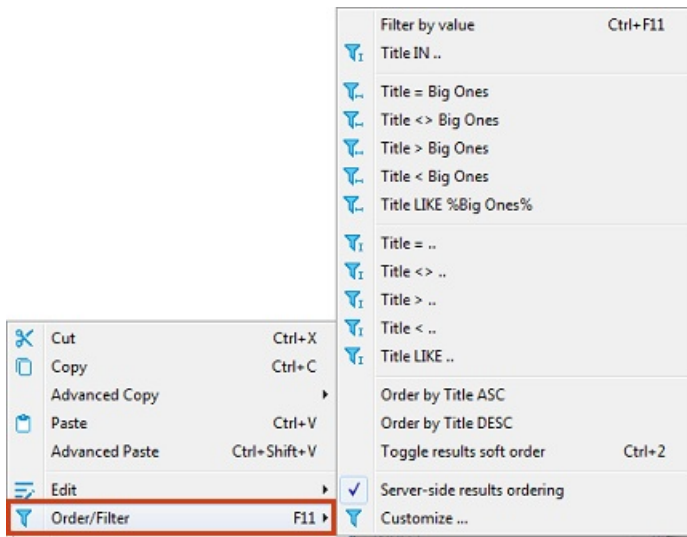 Filter by value Ctrl+F11
Title IN ..
Title = Big Ones
Title <> Big Ones
Title > Big Ones
Title < Big Ones
Title LIKE %Big Ones%
Title = ..
Title <> ..
Title > ..
Title < ..
Title LIKE ..
Order by Title ASC
Order by Title DESC
Toggle results soft order Ctrl+2
Server-side results ordering
Customize ...
Cut Ctrl+X
Copy Ctrl+C
Advanced Copy
Paste Ctrl+V
Advanced Paste Ctrl+Shift+V
Edit
Order/Filter F11